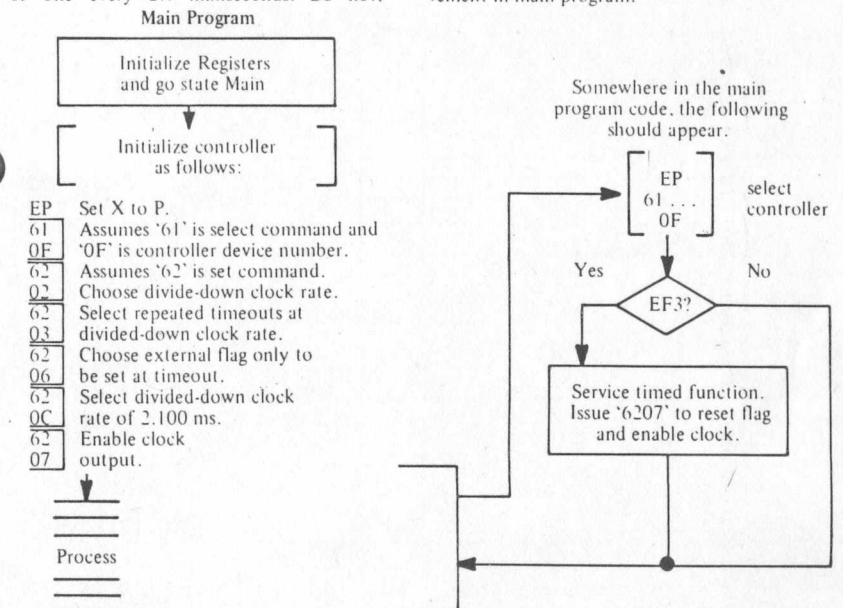 Main Program
Initialize Registers
and go state Main
Initialize controller
as follows:
EP Set X to P.
61 Assumes '61' is select command and
0F '0F' is controller device number.
62 Assumes '62' is set command.
02 Choose divide-down clock rate.
62 Select repeated timeouts at
03 divided-down clock rate.
62 Choose external flag only to
06 be set at timeout.
62 Select divided-down clock
0C rate of 2.100 ms.
62 Enable clock
07 output.
Process
Somewhere in the main
program code, the following
should appear.
EP
61 ...
0F
select
controller
Yes
No
EF3?
Service timed function.
Issue '6207' to reset flag
and enable clock.